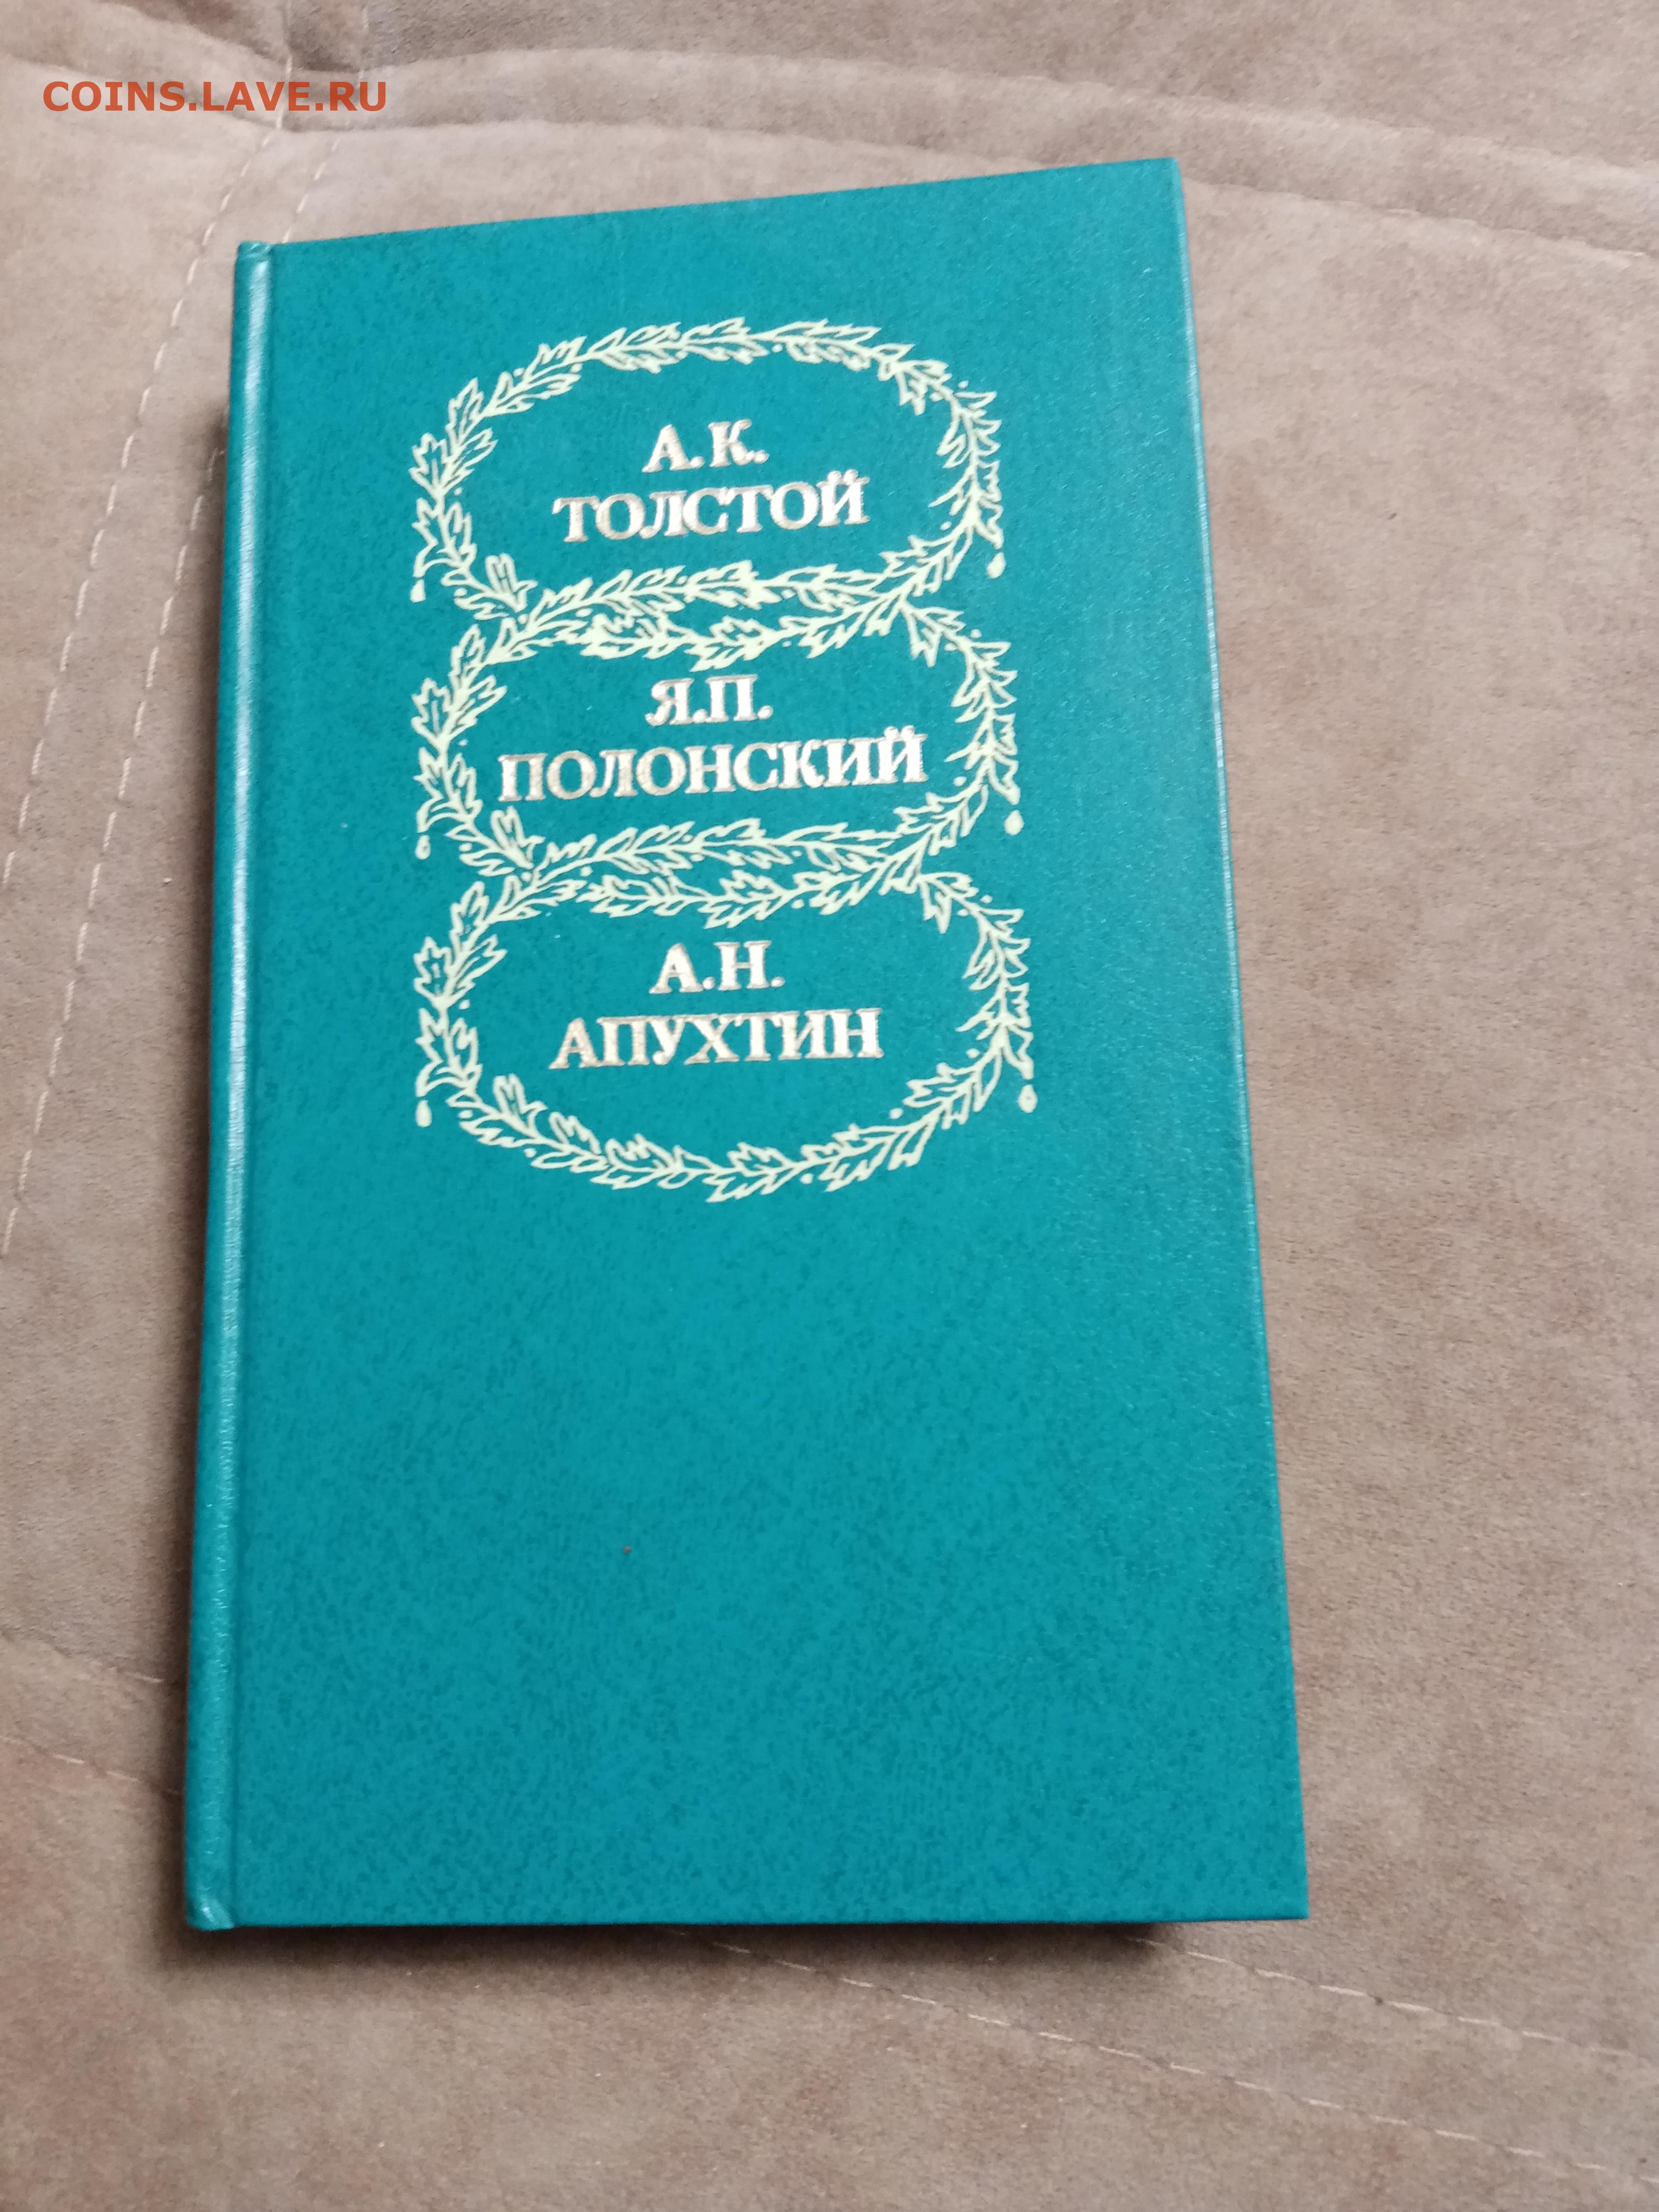 COINS.LAVE.RU
А.К.
ТОЛСТОЙ
Я.П.
ПОЛОНСКИЙ
А.Н.
АПУХТИН